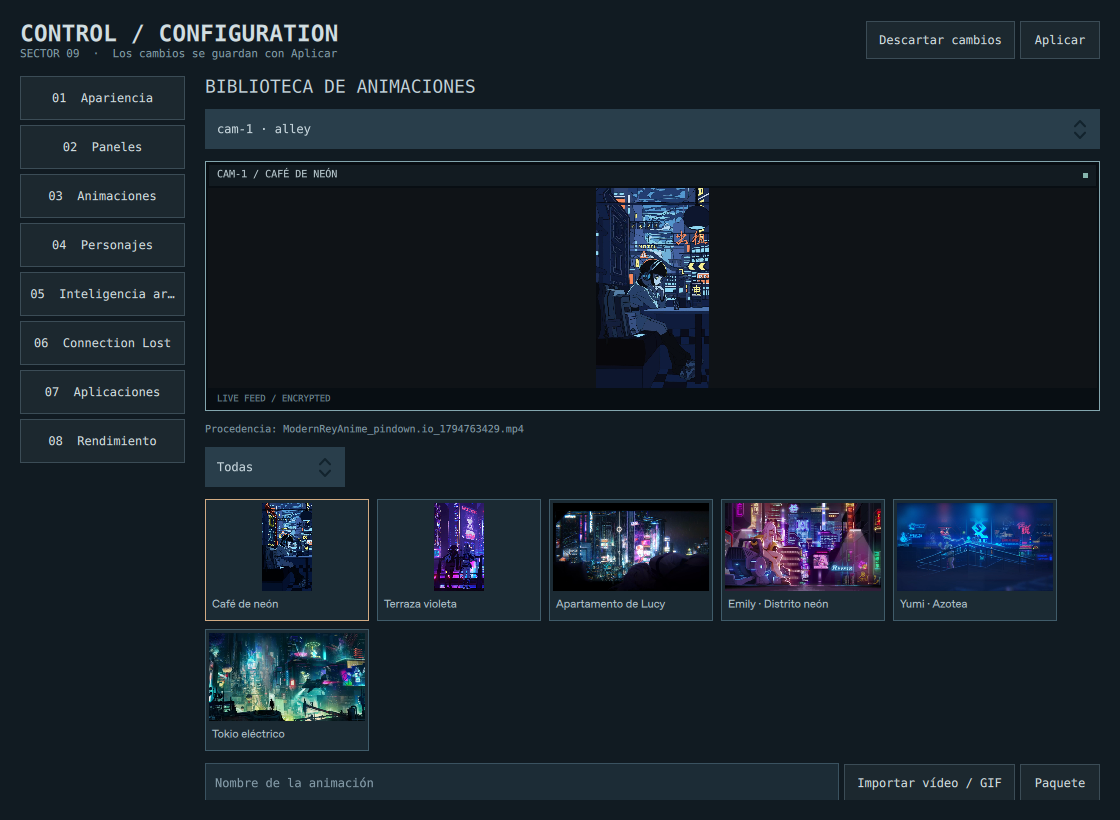 CONTROL / CONFIGURATION
SECTOR 09 · Los cambios se guardan con Aplicar
Descartar cambios
Aplicar
01 Apariencia
02 Paneles
03 Animaciones
04 Personajes
05 Inteligencia ar…
06 Connection Lost
07 Aplicaciones
08 Rendimiento
BIBLIOTECA DE ANIMACIONES
cam-1 · alley
CAM-1 / CAFÉ DE NEÓN
LIVE FEED / ENCRYPTED
Procedencia: ModernReyAnime_pindown.io_1794763429.mp4
Todas
Café de neón
Terraza violeta
Apartamento de Lucy
Emily · Distrito neón
Yumi · Azotea
Tokio eléctrico
Nombre de la animación
Importar vídeo / GIF
Paquete